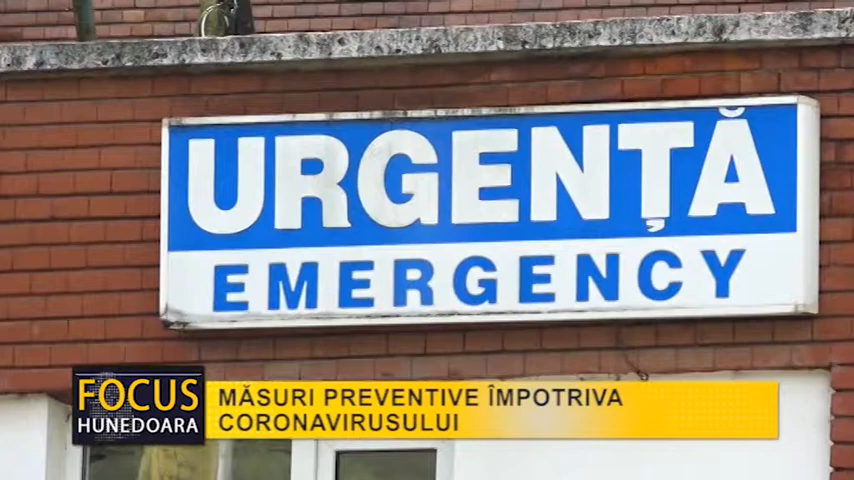 URGENȚĂ
EMERGENCY
FOCUS
HUNEDOARA
MĂSURI PREVENTIVE ÎMPOTRIVA
CORONAVIRUSULUI